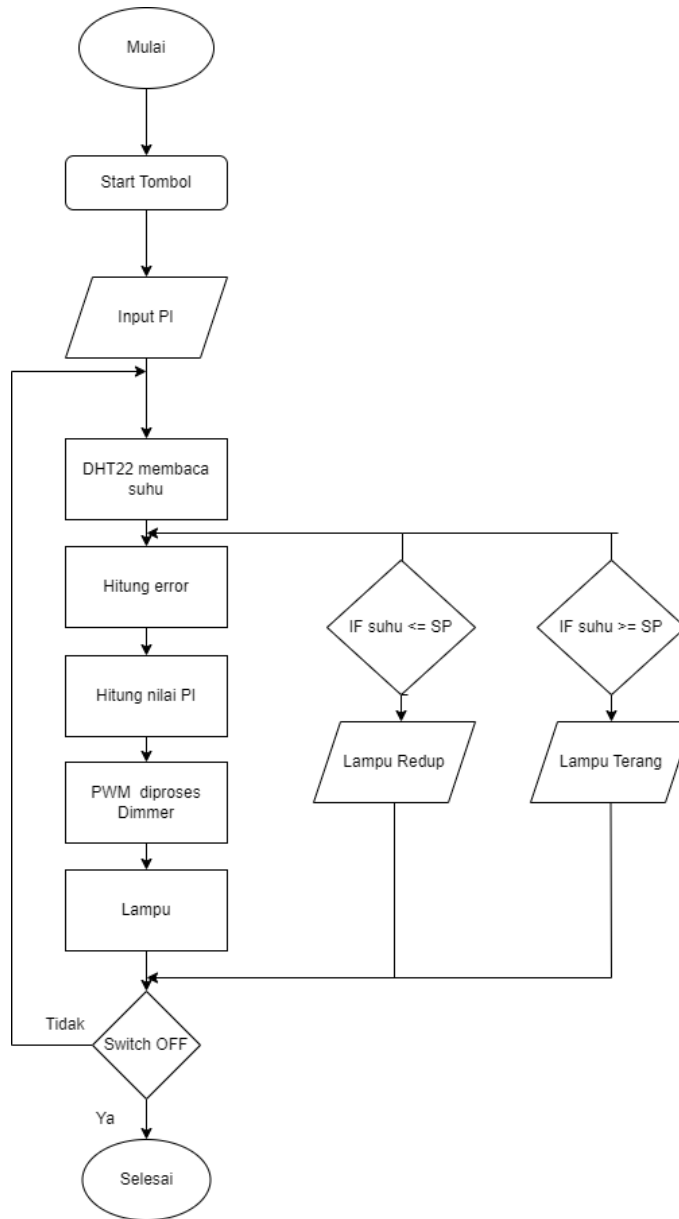 Mulai
Start Tombol
Input PI
DHT22 membaca
suhu
Hitung error
IF suhu <= SP
IF suhu >= SP
Hitung nilai PI
Lampu Redup
Lampu Terang
PWM diproses
Dimmer
Lampu
Tidak
Switch OFF
Ya
Selesai